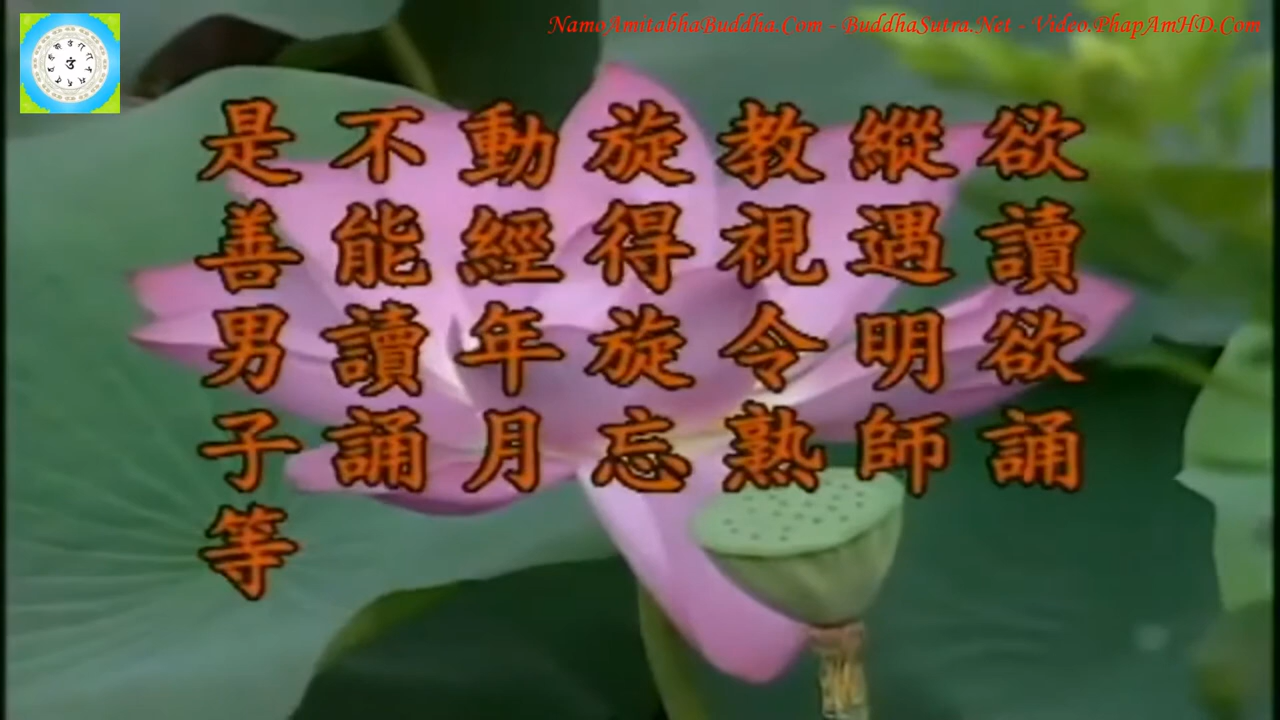 NamoAmitabhaBuddha.Com - BuddhaSutra.Net - Video.PhapAmHD.Com
欲讀欲誦
縱遇明師
教視令熟
旋得旋忘
動經年月
不能讀誦
是善男子等